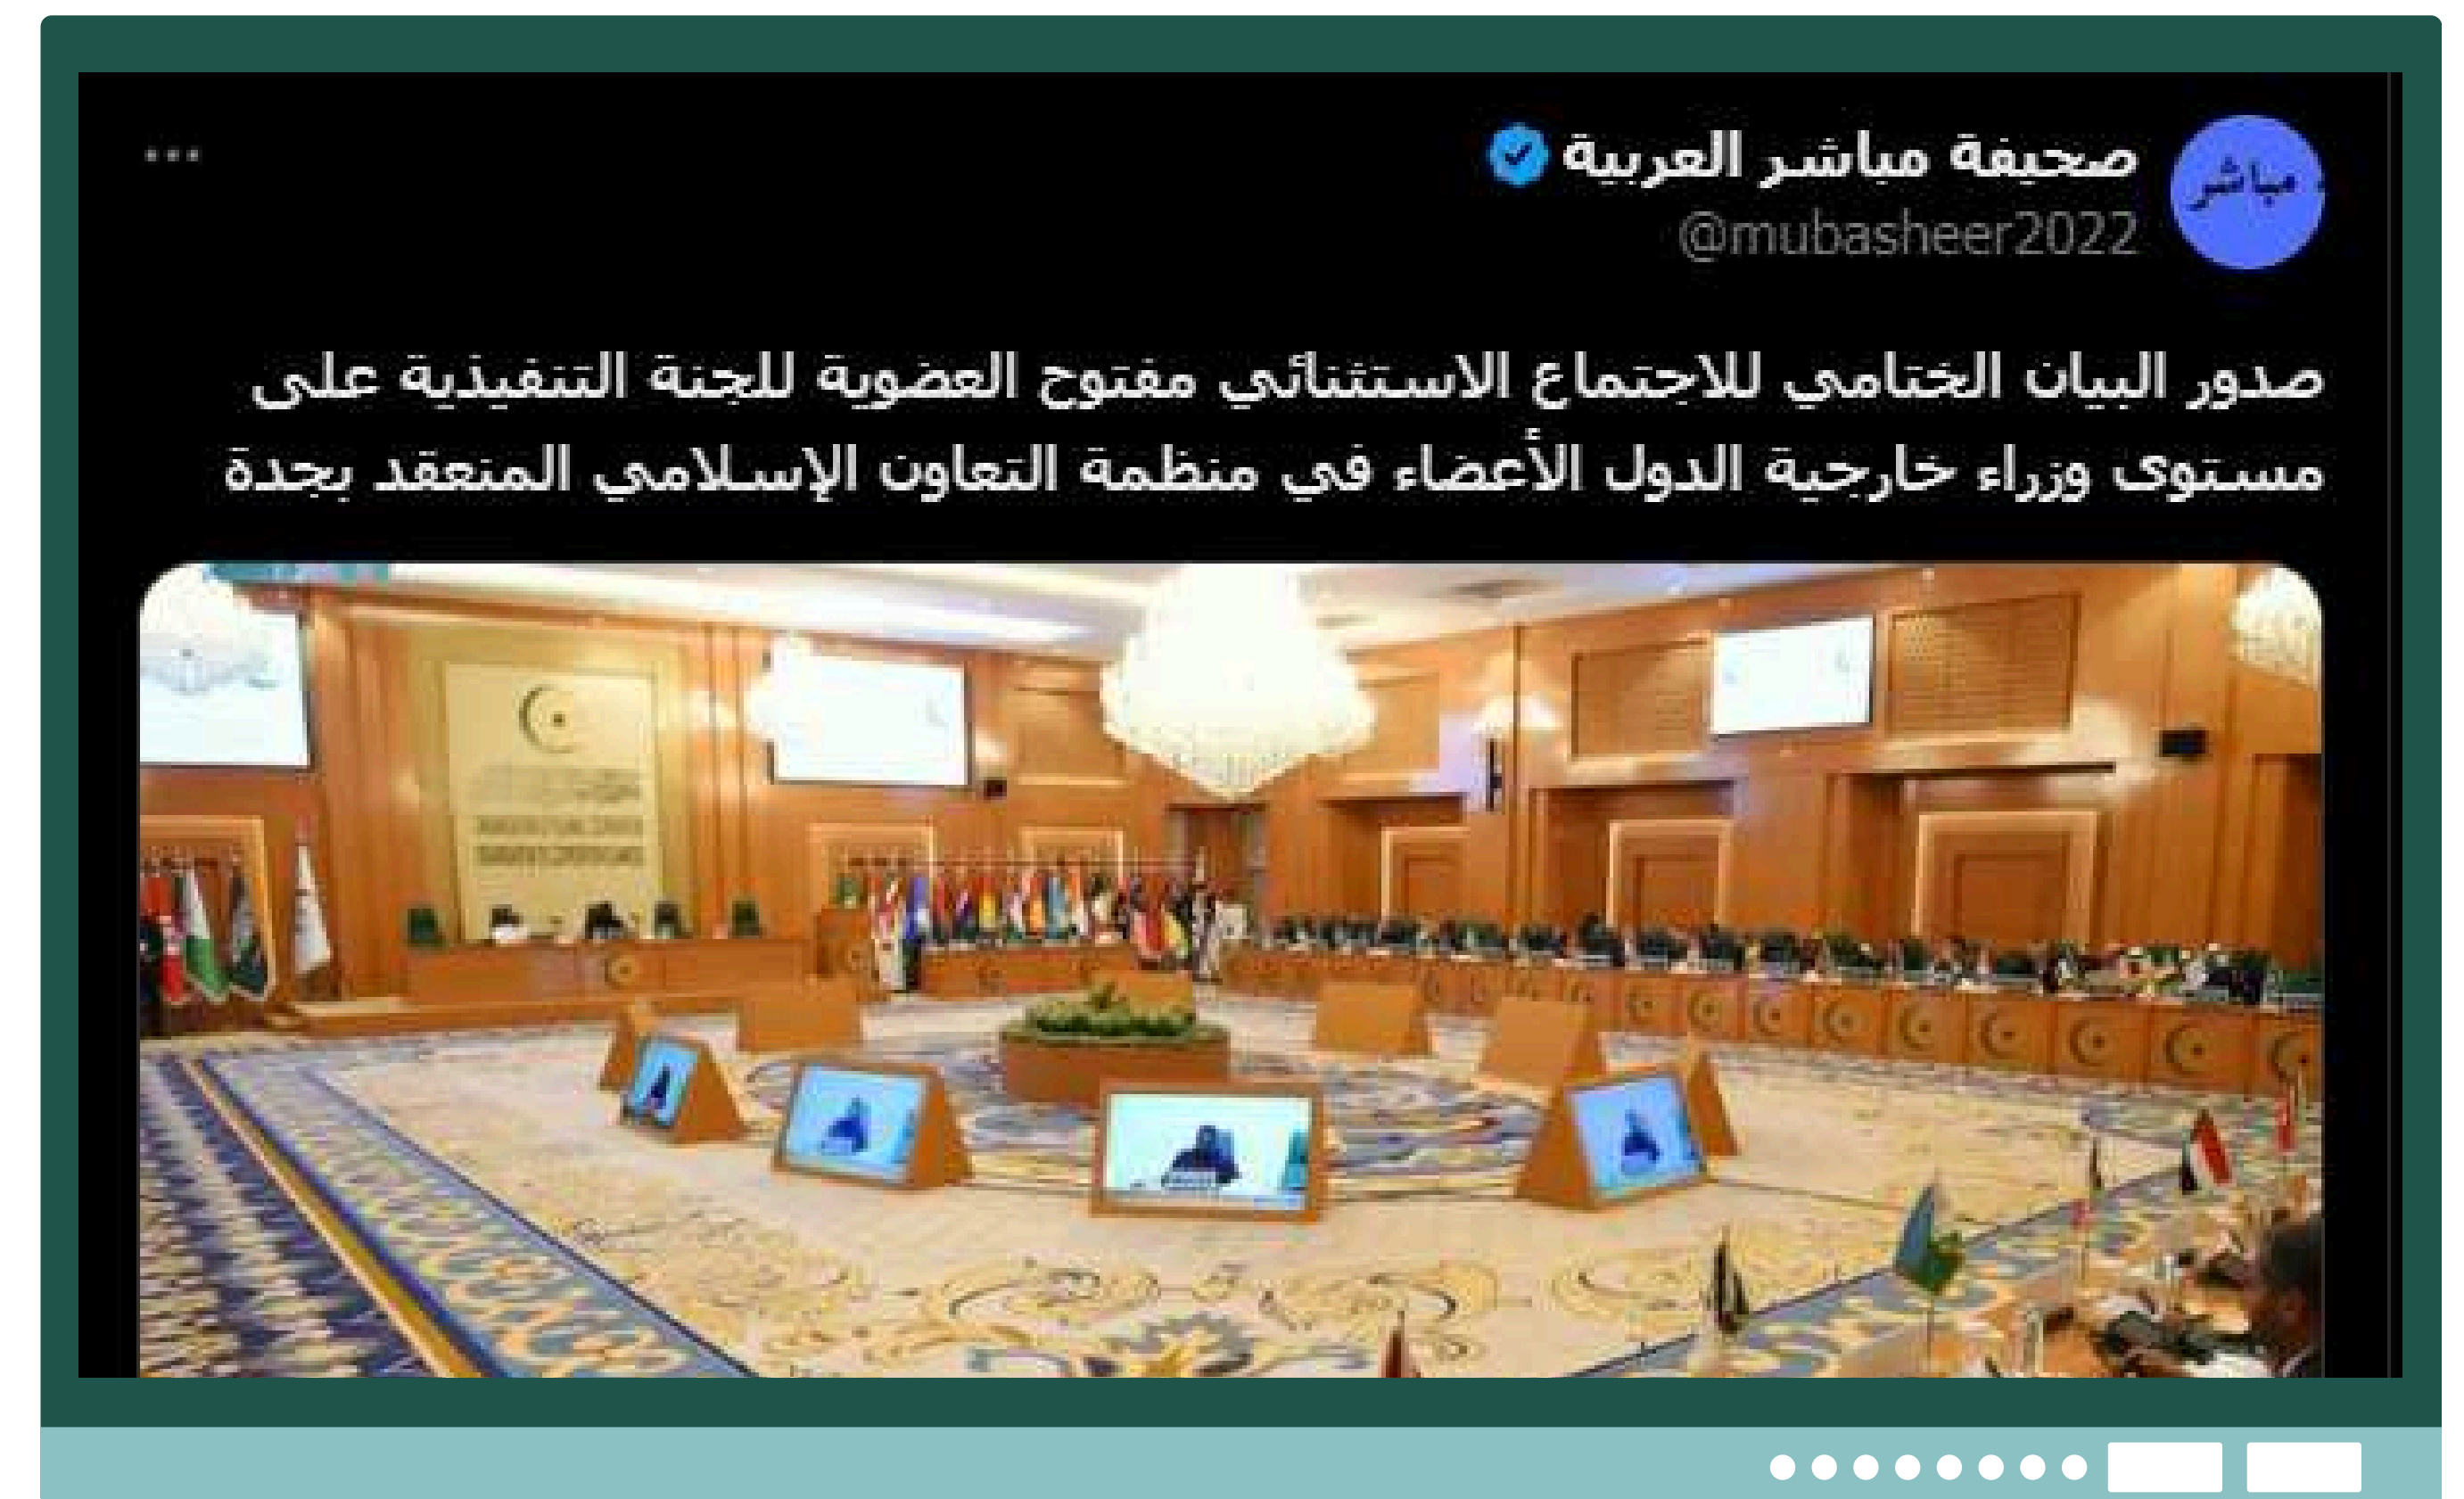 صحيفة مباشر العربية
@mubasheer2022
مباشر
صدور البيان الختامي للاجتماع الاستثنائي مفتوح العضوية للجنة التنفيذية على
مستوى وزراء خارجية الدول الأعضاء في منظمة التعاون الإسلامي المنعقد بجدة